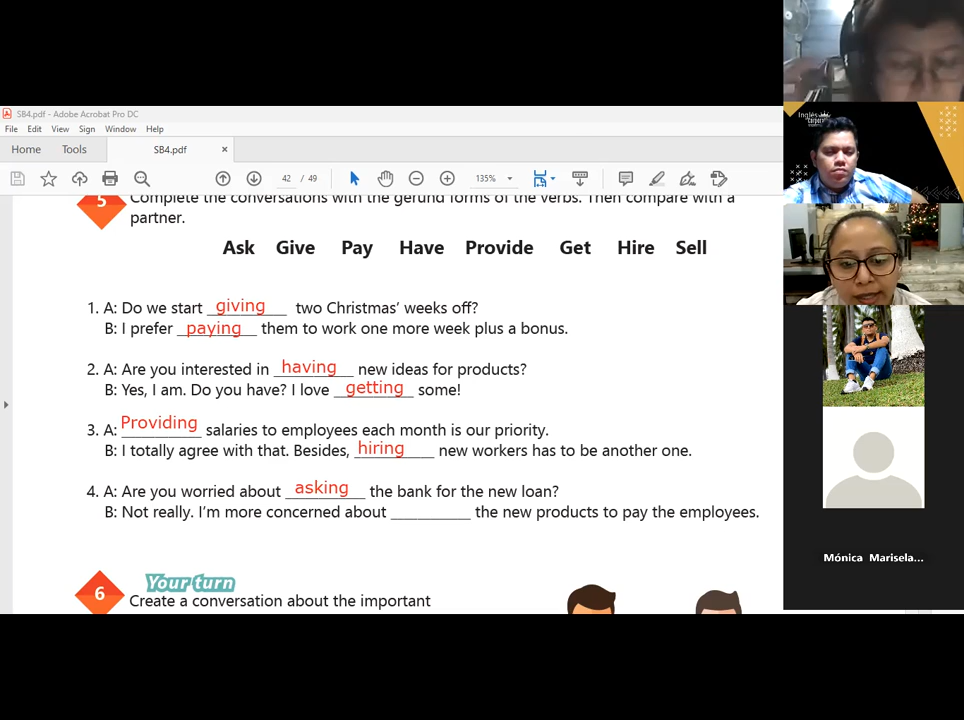 SB4.pdf - Adobe Acrobat Pro DC
File Edit View Sign Window Help
Home Tools SB4.pdf ×
42 / 49 135%
5 Complete the conversations with the gerund forms of the verbs. Then compare with a
partner.
Ask Give Pay Have Provide Get Hire Sell
1. A: Do we start giving two Christmas’ weeks off?
B: I prefer paying them to work one more week plus a bonus.
2. A: Are you interested in having new ideas for products?
B: Yes, I am. Do you have? I love getting some!
3. A: Providing salaries to employees each month is our priority.
B: I totally agree with that. Besides, hiring new workers has to be another one.
4. A: Are you worried about asking the bank for the new loan?
B: Not really. I’m more concerned about _________ the new products to pay the employees.
6 Your turn
Create a conversation about the important
Inglés
Mónica Marisela...